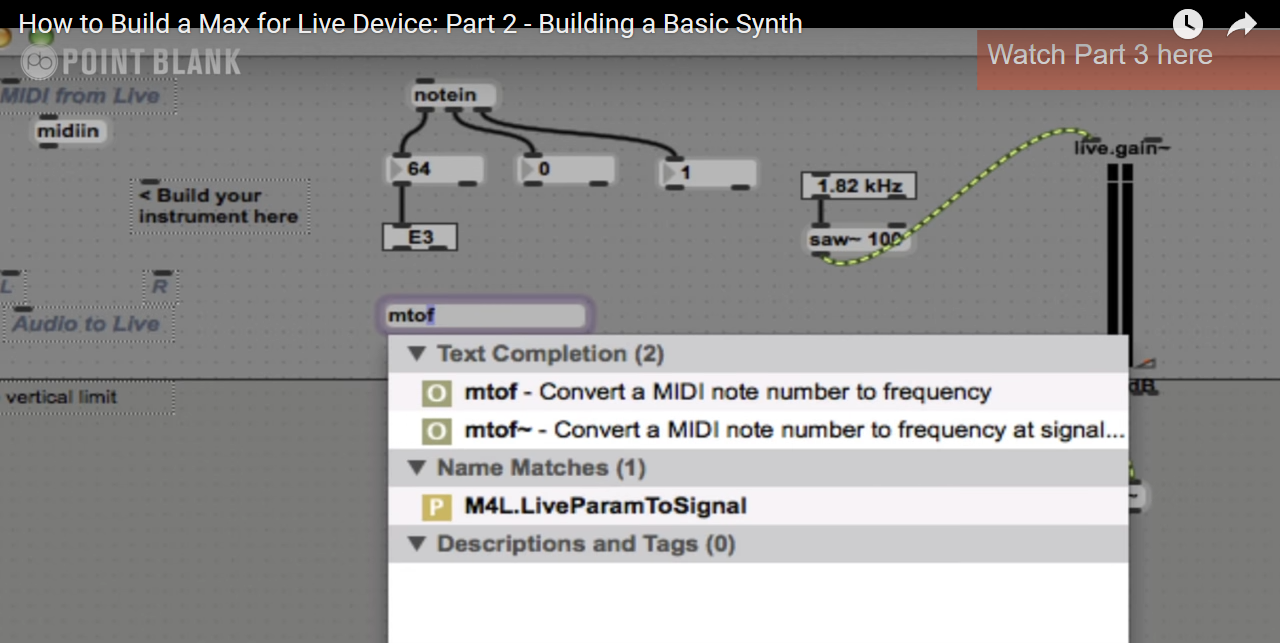 How to Build a Max for Live Device: Part 2 - Building a Basic Synth
Watch Part 3 here
pb POINT BLANK
MIDI from Live
midiin
< Build your
instrument here
notein
64
0
1
E3
1.82 kHz
saw~ 100
live.gain~
L
R
Audio to Live
vertical limit
mtof
Text Completion (2)
O mtof - Convert a MIDI note number to frequency
O mtof~ - Convert a MIDI note number to frequency at signal...
Name Matches (1)
P M4L.LiveParamToSignal
Descriptions and Tags (0)
dB
~